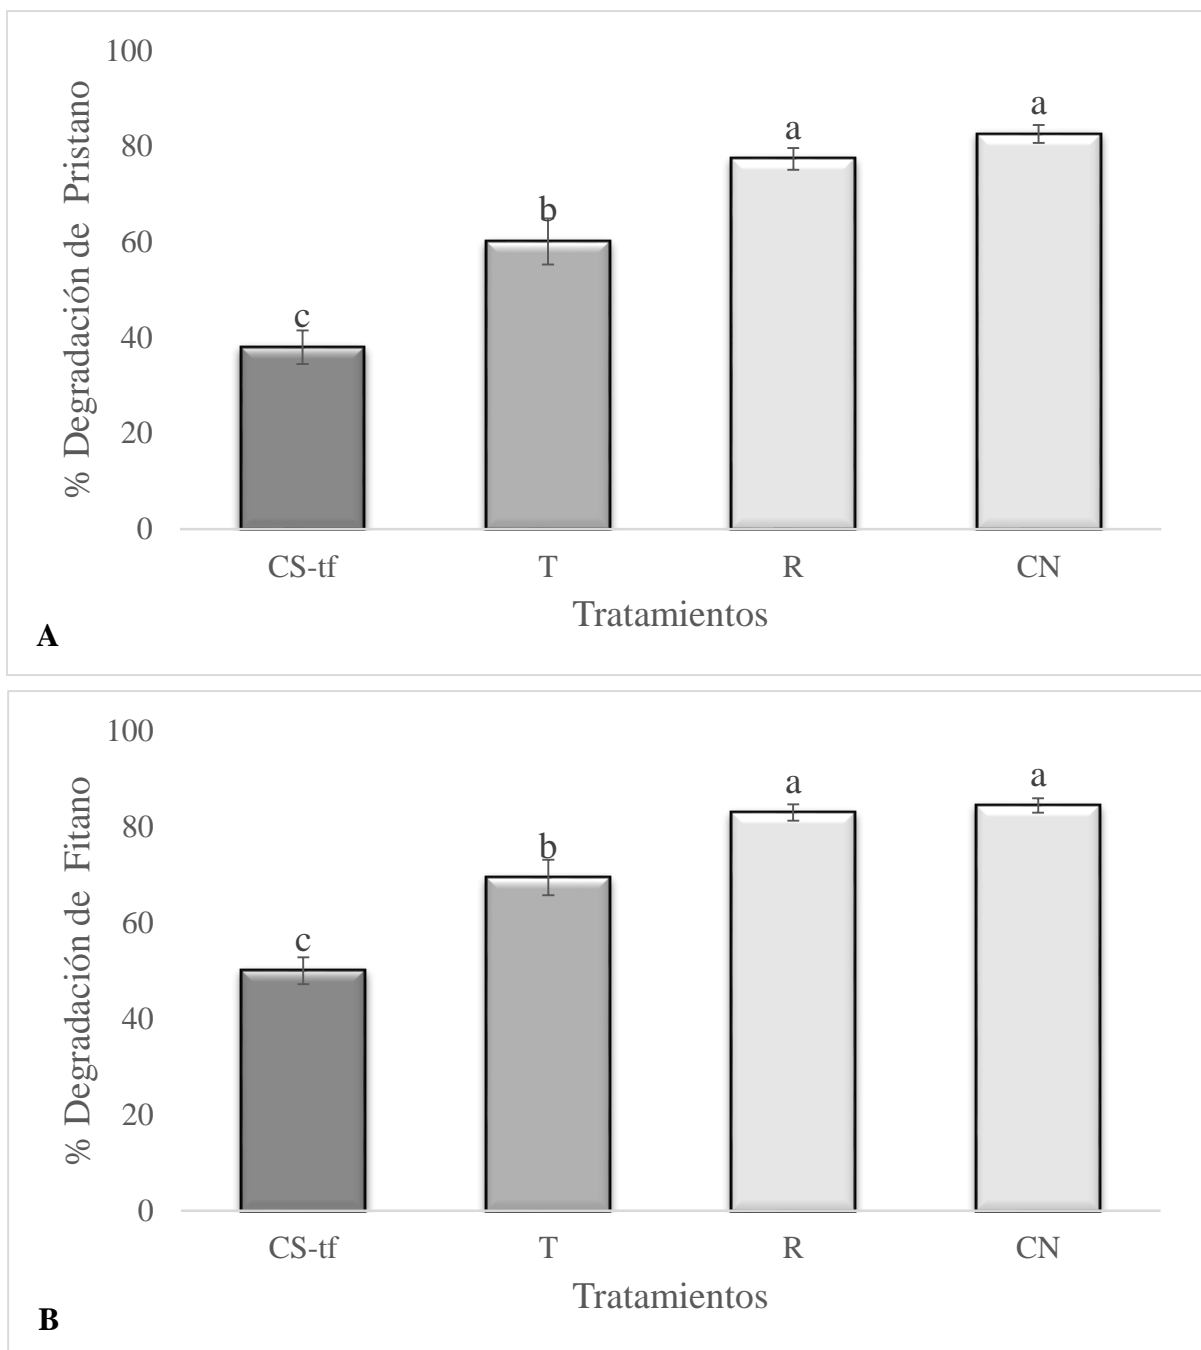 % Degradación de Pristano
100
80
60
40
20
0
c
b
a
a
CS-tf T R CN
Tratamientos
A
% Degradación de Fitano
100
80
60
40
20
0
c
b
a
a
CS-tf T R CN
Tratamientos
B